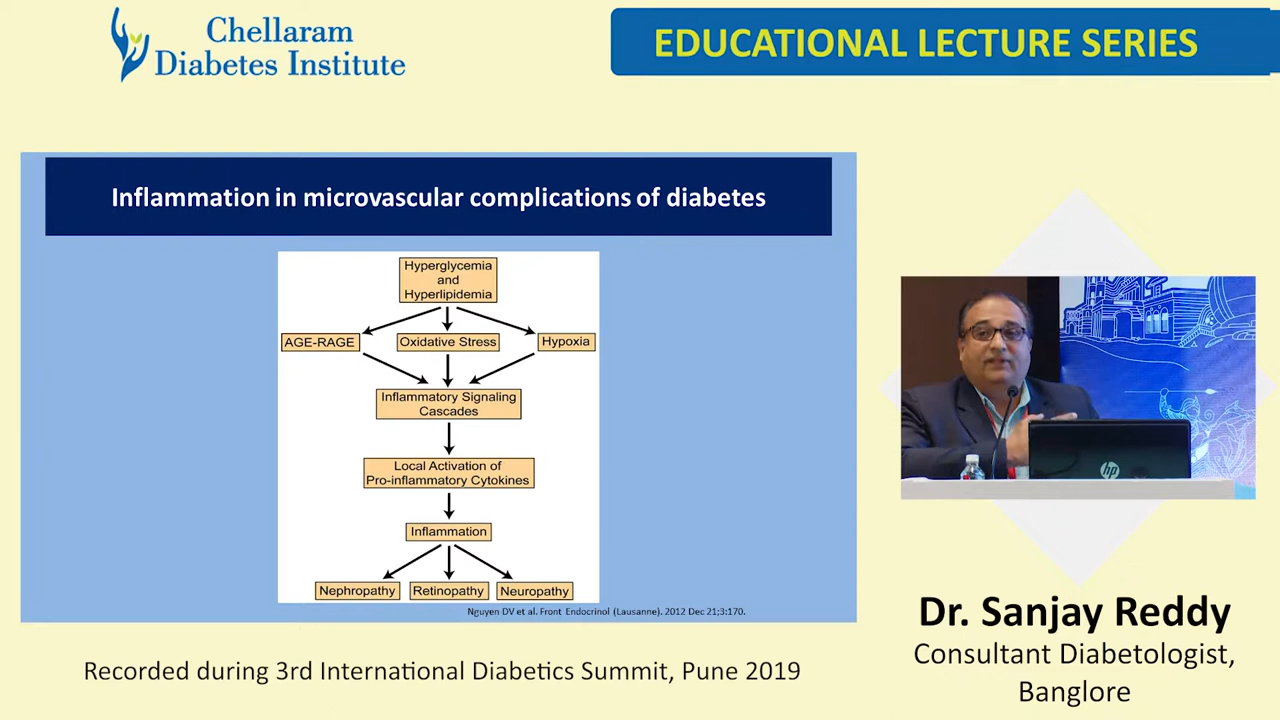 Chellaram
Diabetes Institute
EDUCATIONAL LECTURE SERIES
Inflammation in microvascular complications of diabetes
Hyperglycemia
and
Hyperlipidemia
AGE-RAGE
Oxidative Stress
Hypoxia
Inflammatory Signaling
Cascades
Local Activation of
Pro-inflammatory Cytokines
Inflammation
Nephropathy
Retinopathy
Neuropathy
Nguyen DV et al. Front Endocrinol (Lausanne). 2012 Dec 21;3:170.
hp
Dr. Sanjay Reddy
Consultant Diabetologist,
Banglore
Recorded during 3rd International Diabetics Summit, Pune 2019